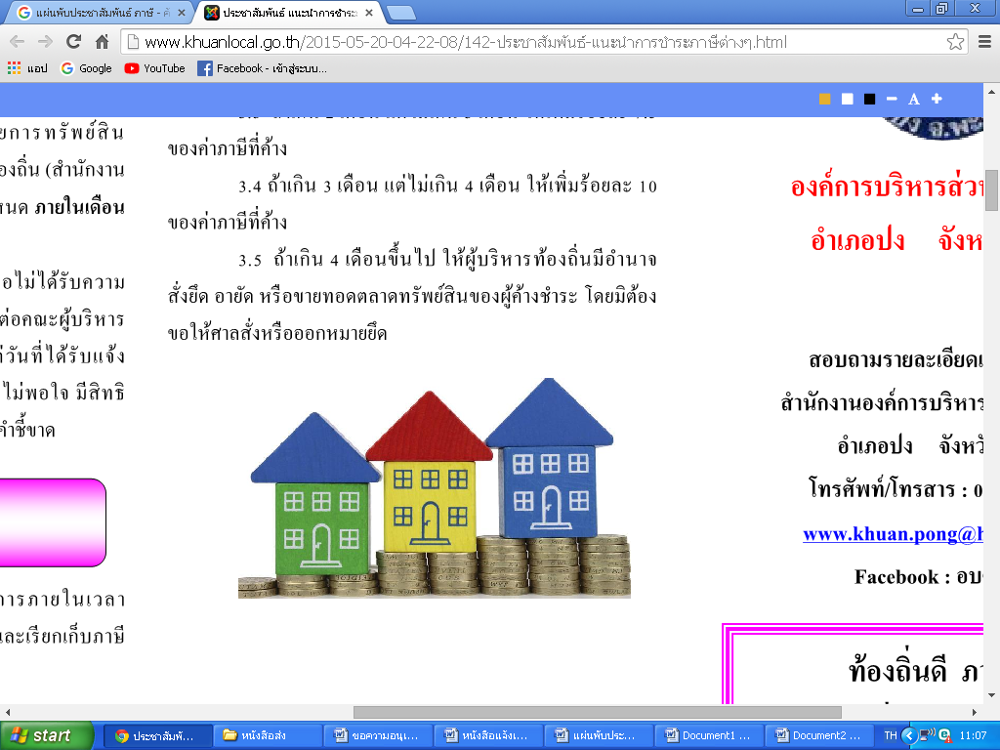 แผ่นพับประชาสัมพันธ์ ภาษี - ค้
ประชาสัมพันธ์ แนะนำการชำระ
www.khuanlocal.go.th/2015-05-20-04-22-08/142-ประชาสัมพันธ์-แนะนำการชำระภาษีต่างๆ.html
แอป Google YouTube Facebook - เข้าสู่ระบบ...
A
ยการทรัพย์สิน
องถิ่น (สำนักงาน
หนด ภายในเดือน
อไม่ได้รับความ
ต่อคณะผู้บริหาร
วันที่ได้รับแจ้ง
ไม่พอใจ มีสิทธิ
คำชี้ขาด
การภายในเวลา
และเรียกเก็บภาษี
ของค่าภาษีที่ค้าง
3.4 ถ้าเกิน 3 เดือน แต่ไม่เกิน 4 เดือน ให้เพิ่มร้อยละ 10
ของค่าภาษีที่ค้าง
3.5 ถ้าเกิน 4 เดือนขึ้นไป ให้ผู้บริหารท้องถิ่นมีอำนาจ
สั่งยึด อายัด หรือขายทอดตลาดทรัพย์สินของผู้ค้างชำระ โดยมิต้อง
ขอให้ศาลสั่งหรือออกหมายยึด
องค์การบริหารส่ว
อำเภอปง จังห
สอบถามรายละเอียดเ
สำนักงานองค์การบริหาร
อำเภอปง จังหวั
โทรศัพท์/โทรสาร : 0
www.khuan.pong@h
Facebook : อบ
ท้องถิ่นดี ภา
start ประชาสัมพั... หนังสือส่ง ขอความอนุเ... หนังสือแจ้งเ... แผ่นพับประ... Document1 ... Document2 ... TH 11:07